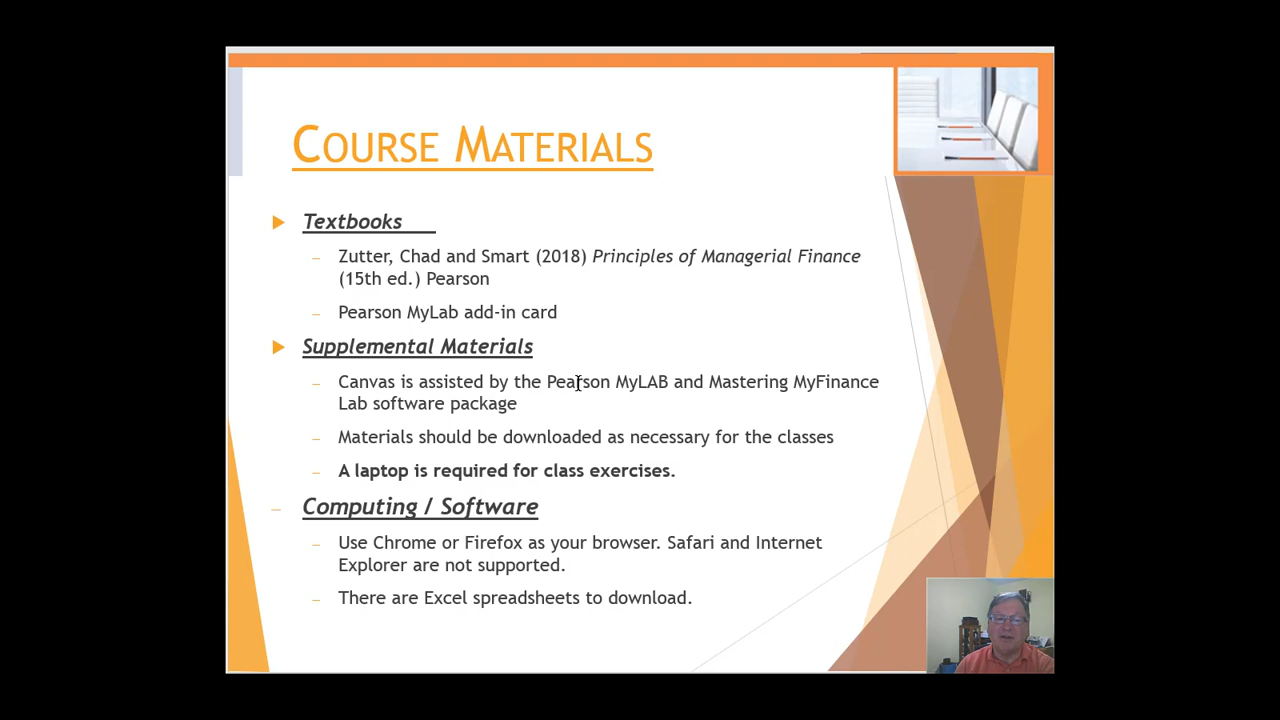 COURSE MATERIALS
Textbooks
Zutter, Chad and Smart (2018) Principles of Managerial Finance
(15th ed.) Pearson
Pearson MyLab add-in card
Supplemental Materials
Canvas is assisted by the Pearson MyLAB and Mastering MyFinance
Lab software package
Materials should be downloaded as necessary for the classes
A laptop is required for class exercises.
Computing / Software
Use Chrome or Firefox as your browser. Safari and Internet
Explorer are not supported.
There are Excel spreadsheets to download.